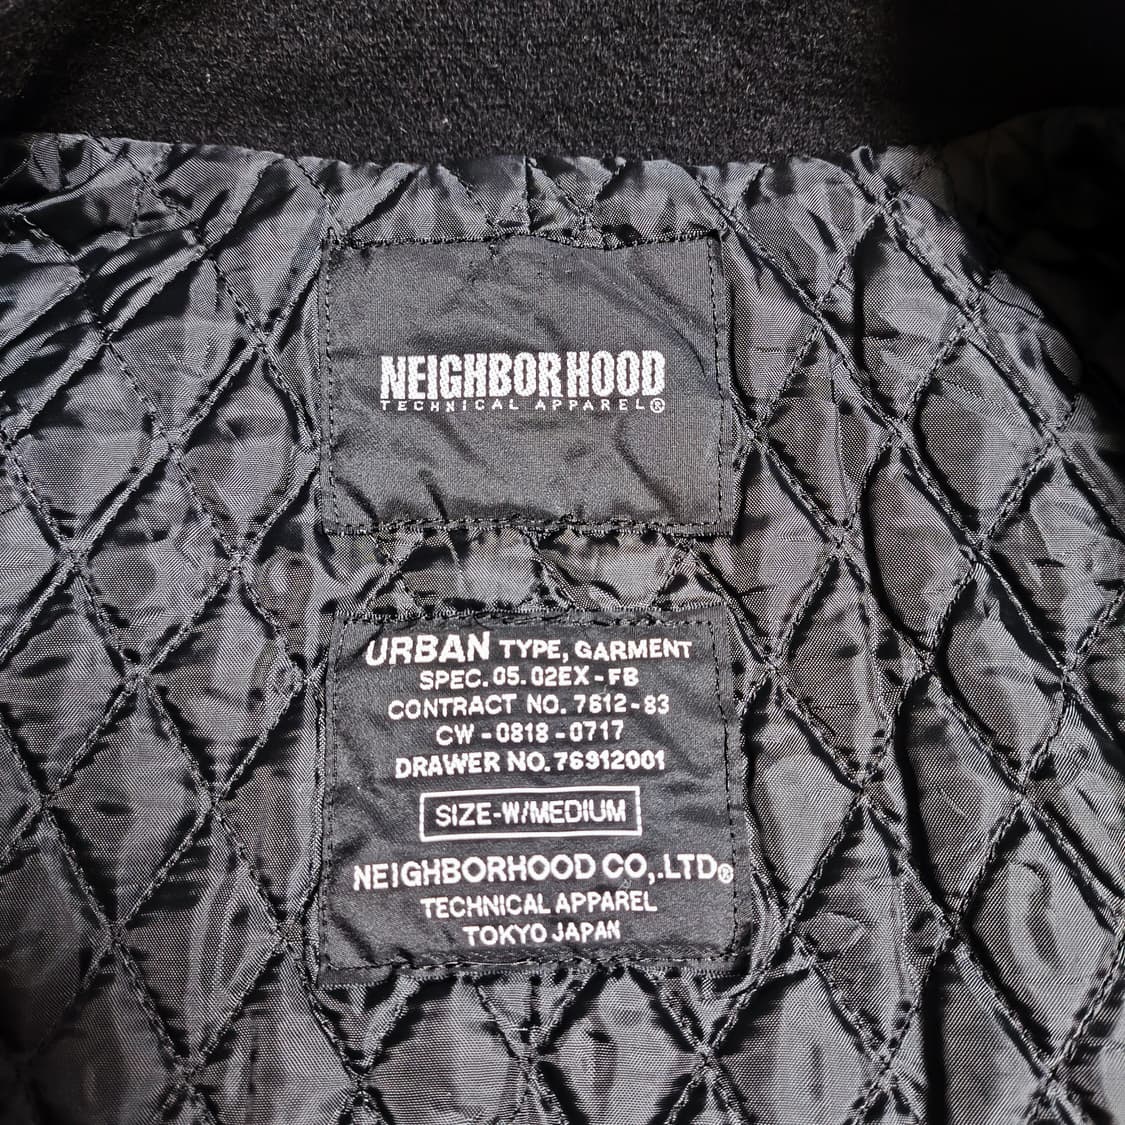 NEIGHBORHOOD
TECHNICAL APPAREL®
URBAN TYPE, GARMENT
SPEC. 05. 02EX-FB
CONTRACT NO. 7612-83
CW-0818-0717
DRAWER NO. 76912001
SIZE-W/MEDIUM
NEIGHBORHOOD CO,.LTD®
TECHNICAL APPAREL
TOKYO JAPAN